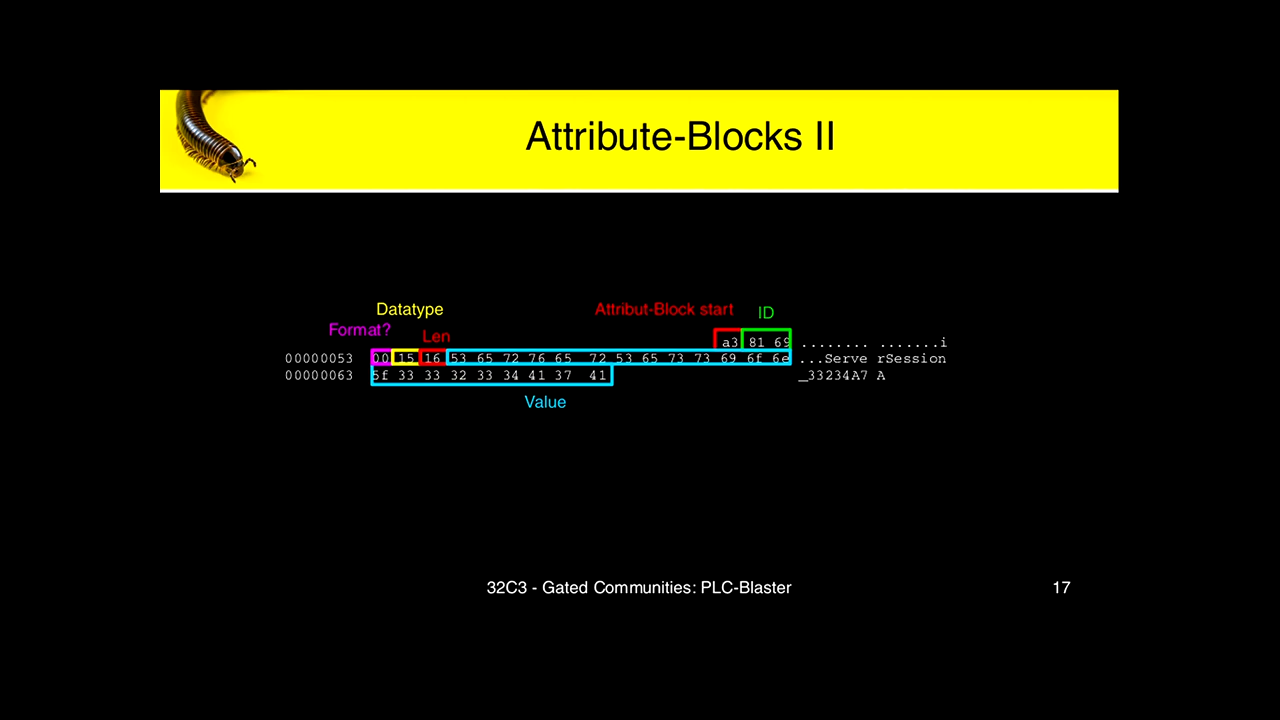 Attribute-Blocks II
Datatype
Attribut-Block start
ID
Format?
Len
a3 81 69 ........ .......i
00000053 00 15 16 53 65 72 76 65 72 53 65 73 73 69 6f 6e ...Serve rSession
00000063 5f 33 33 32 33 34 41 37 41 _33234A7 A
Value
32C3 - Gated Communities: PLC-Blaster
17